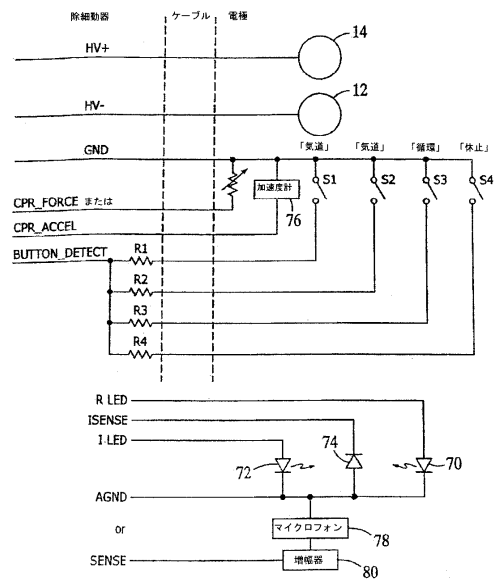 除細動器 ケーブル 電極
HV+
14
HV-
12
GND
「気道」 「気道」 「循環」 「休止」
S1 S2 S3 S4
加速度計
76
CPR_FORCE または
CPR_ACCEL
BUTTON_DETECT
R1
R2
R3
R4
R LED
ISENSE
I LED
74
72
70
AGND
マイクロフォン
78
or
SENSE
増幅器
80